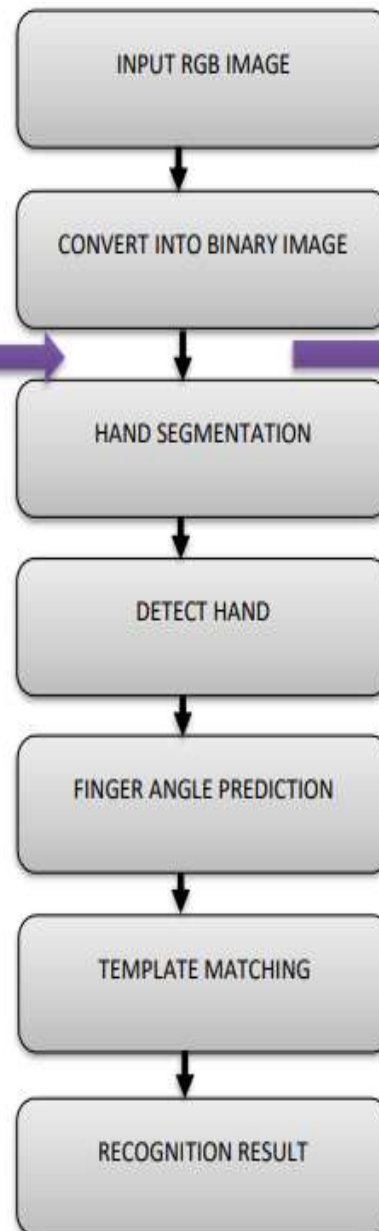 INPUT RGB IMAGE
CONVERT INTO BINARY IMAGE
HAND SEGMENTATION
DETECT HAND
FINGER ANGLE PREDICTION
TEMPLATE MATCHING
RECOGNITION RESULT